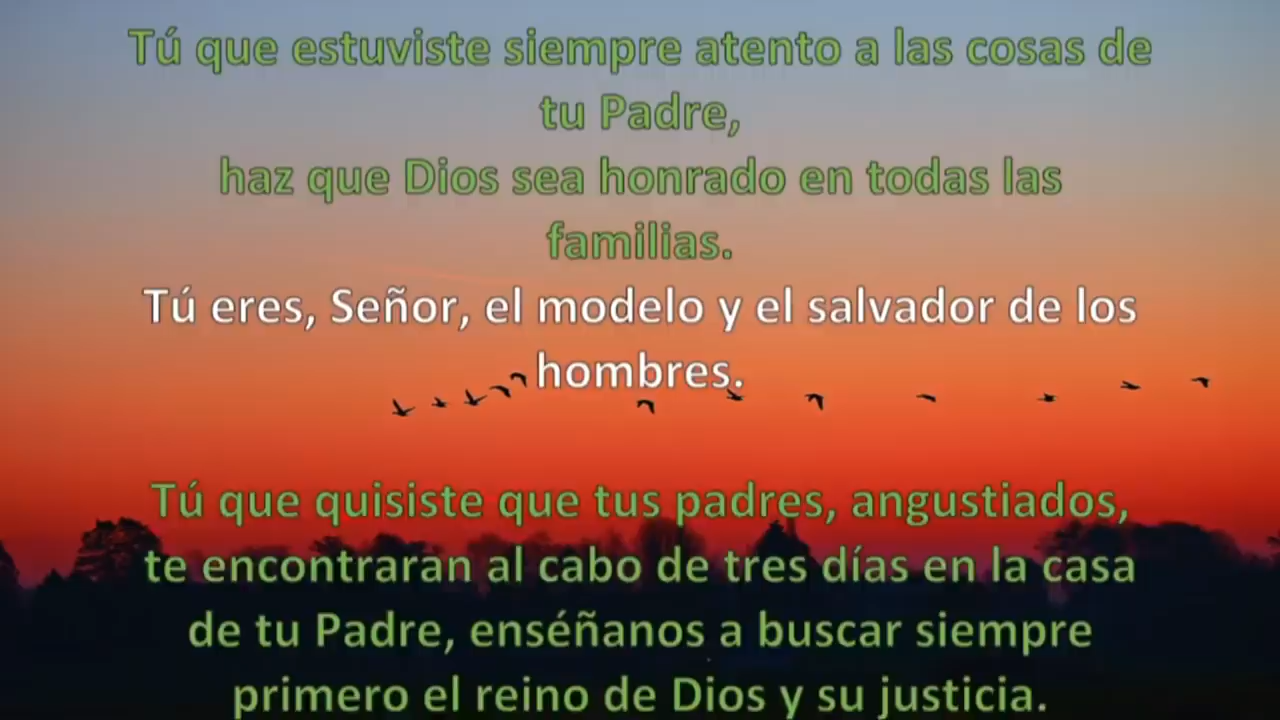 Tú que estuviste siempre atento a las cosas de
tu Padre,
haz que Dios sea honrado en todas las
familias.
Tú eres, Señor, el modelo y el salvador de los
hombres.
Tú que quisiste que tus padres, angustiados,
te encontraran al cabo de tres días en la casa
de tu Padre, enséñanos a buscar siempre
primero el reino de Dios y su justicia.